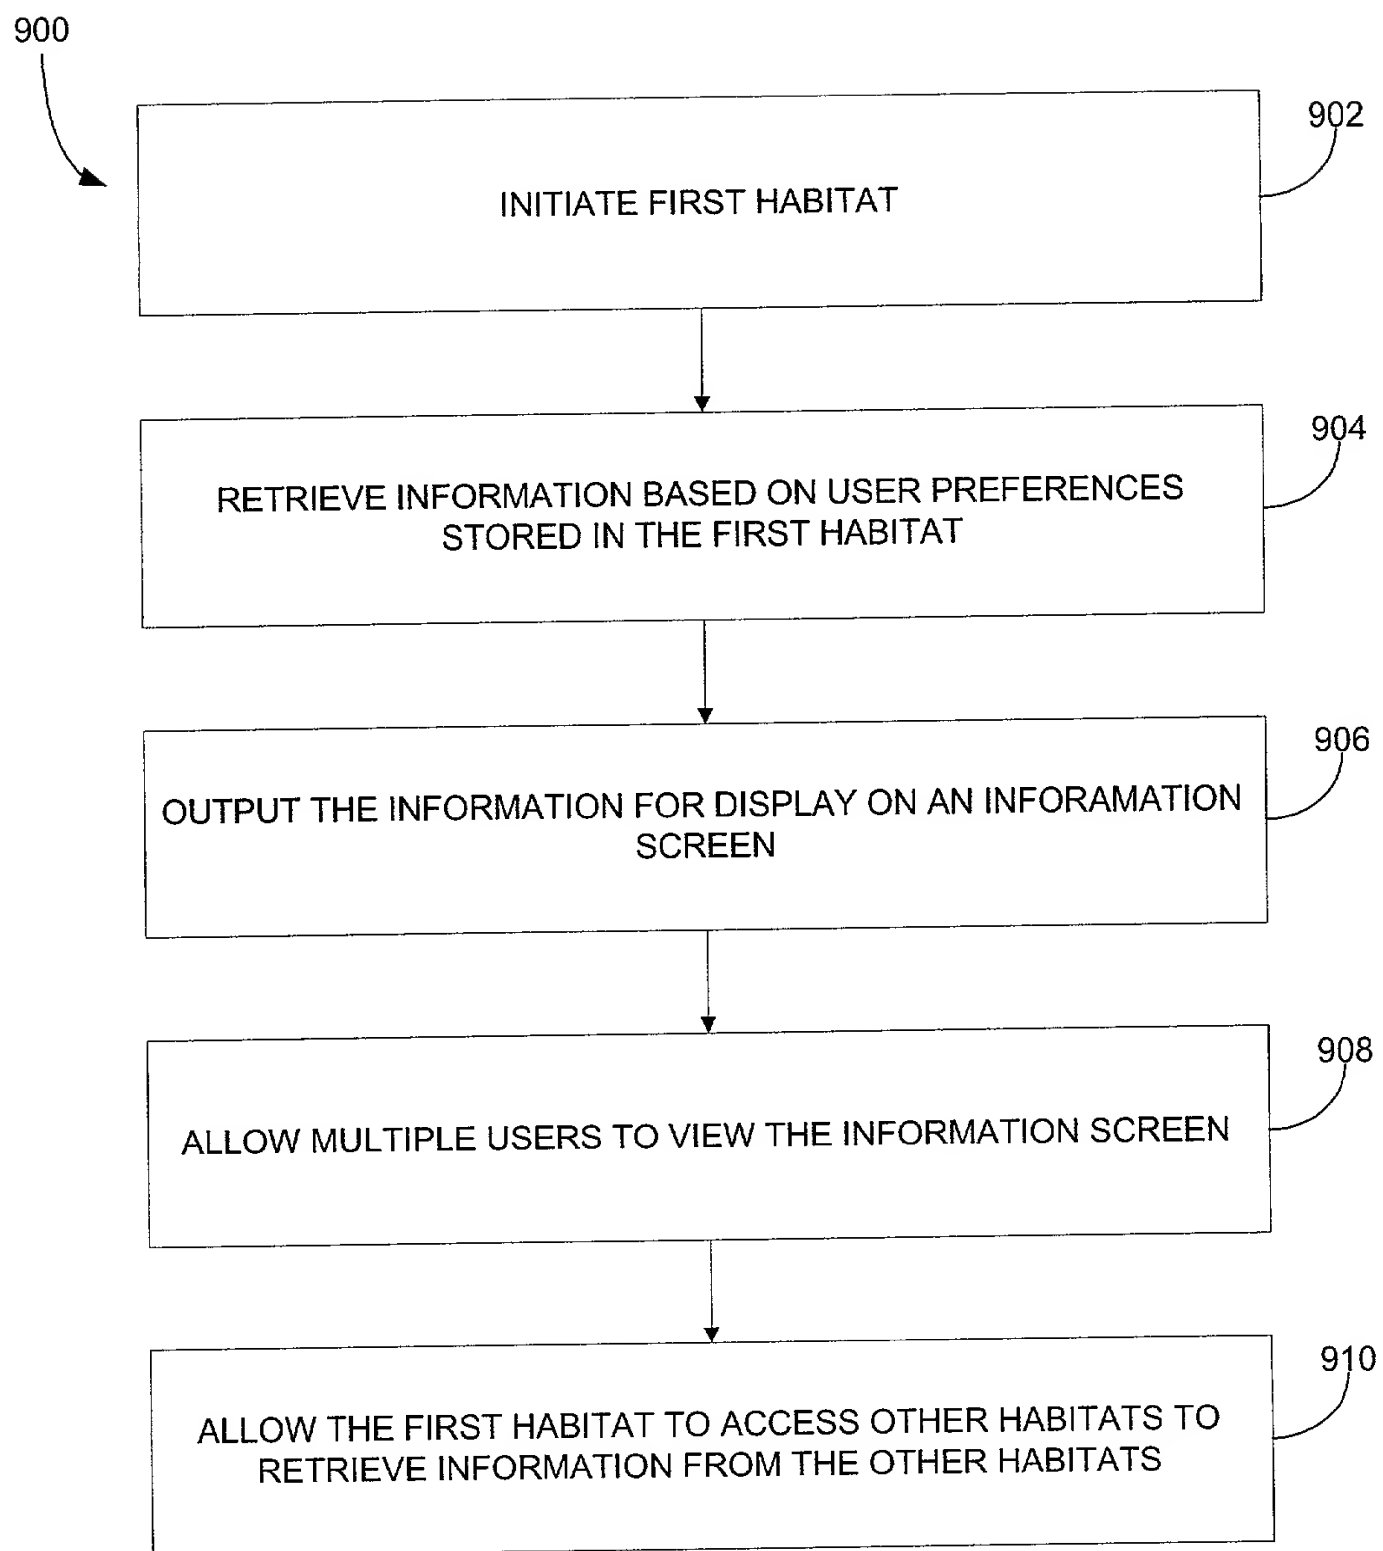 900
902
INITIATE FIRST HABITAT
904
RETRIEVE INFORMATION BASED ON USER PREFERENCES
STORED IN THE FIRST HABITAT
906
OUTPUT THE INFORMATION FOR DISPLAY ON AN INFORAMATION
SCREEN
908
ALLOW MULTIPLE USERS TO VIEW THE INFORMATION SCREEN
910
ALLOW THE FIRST HABITAT TO ACCESS OTHER HABITATS TO
RETRIEVE INFORMATION FROM THE OTHER HABITATS